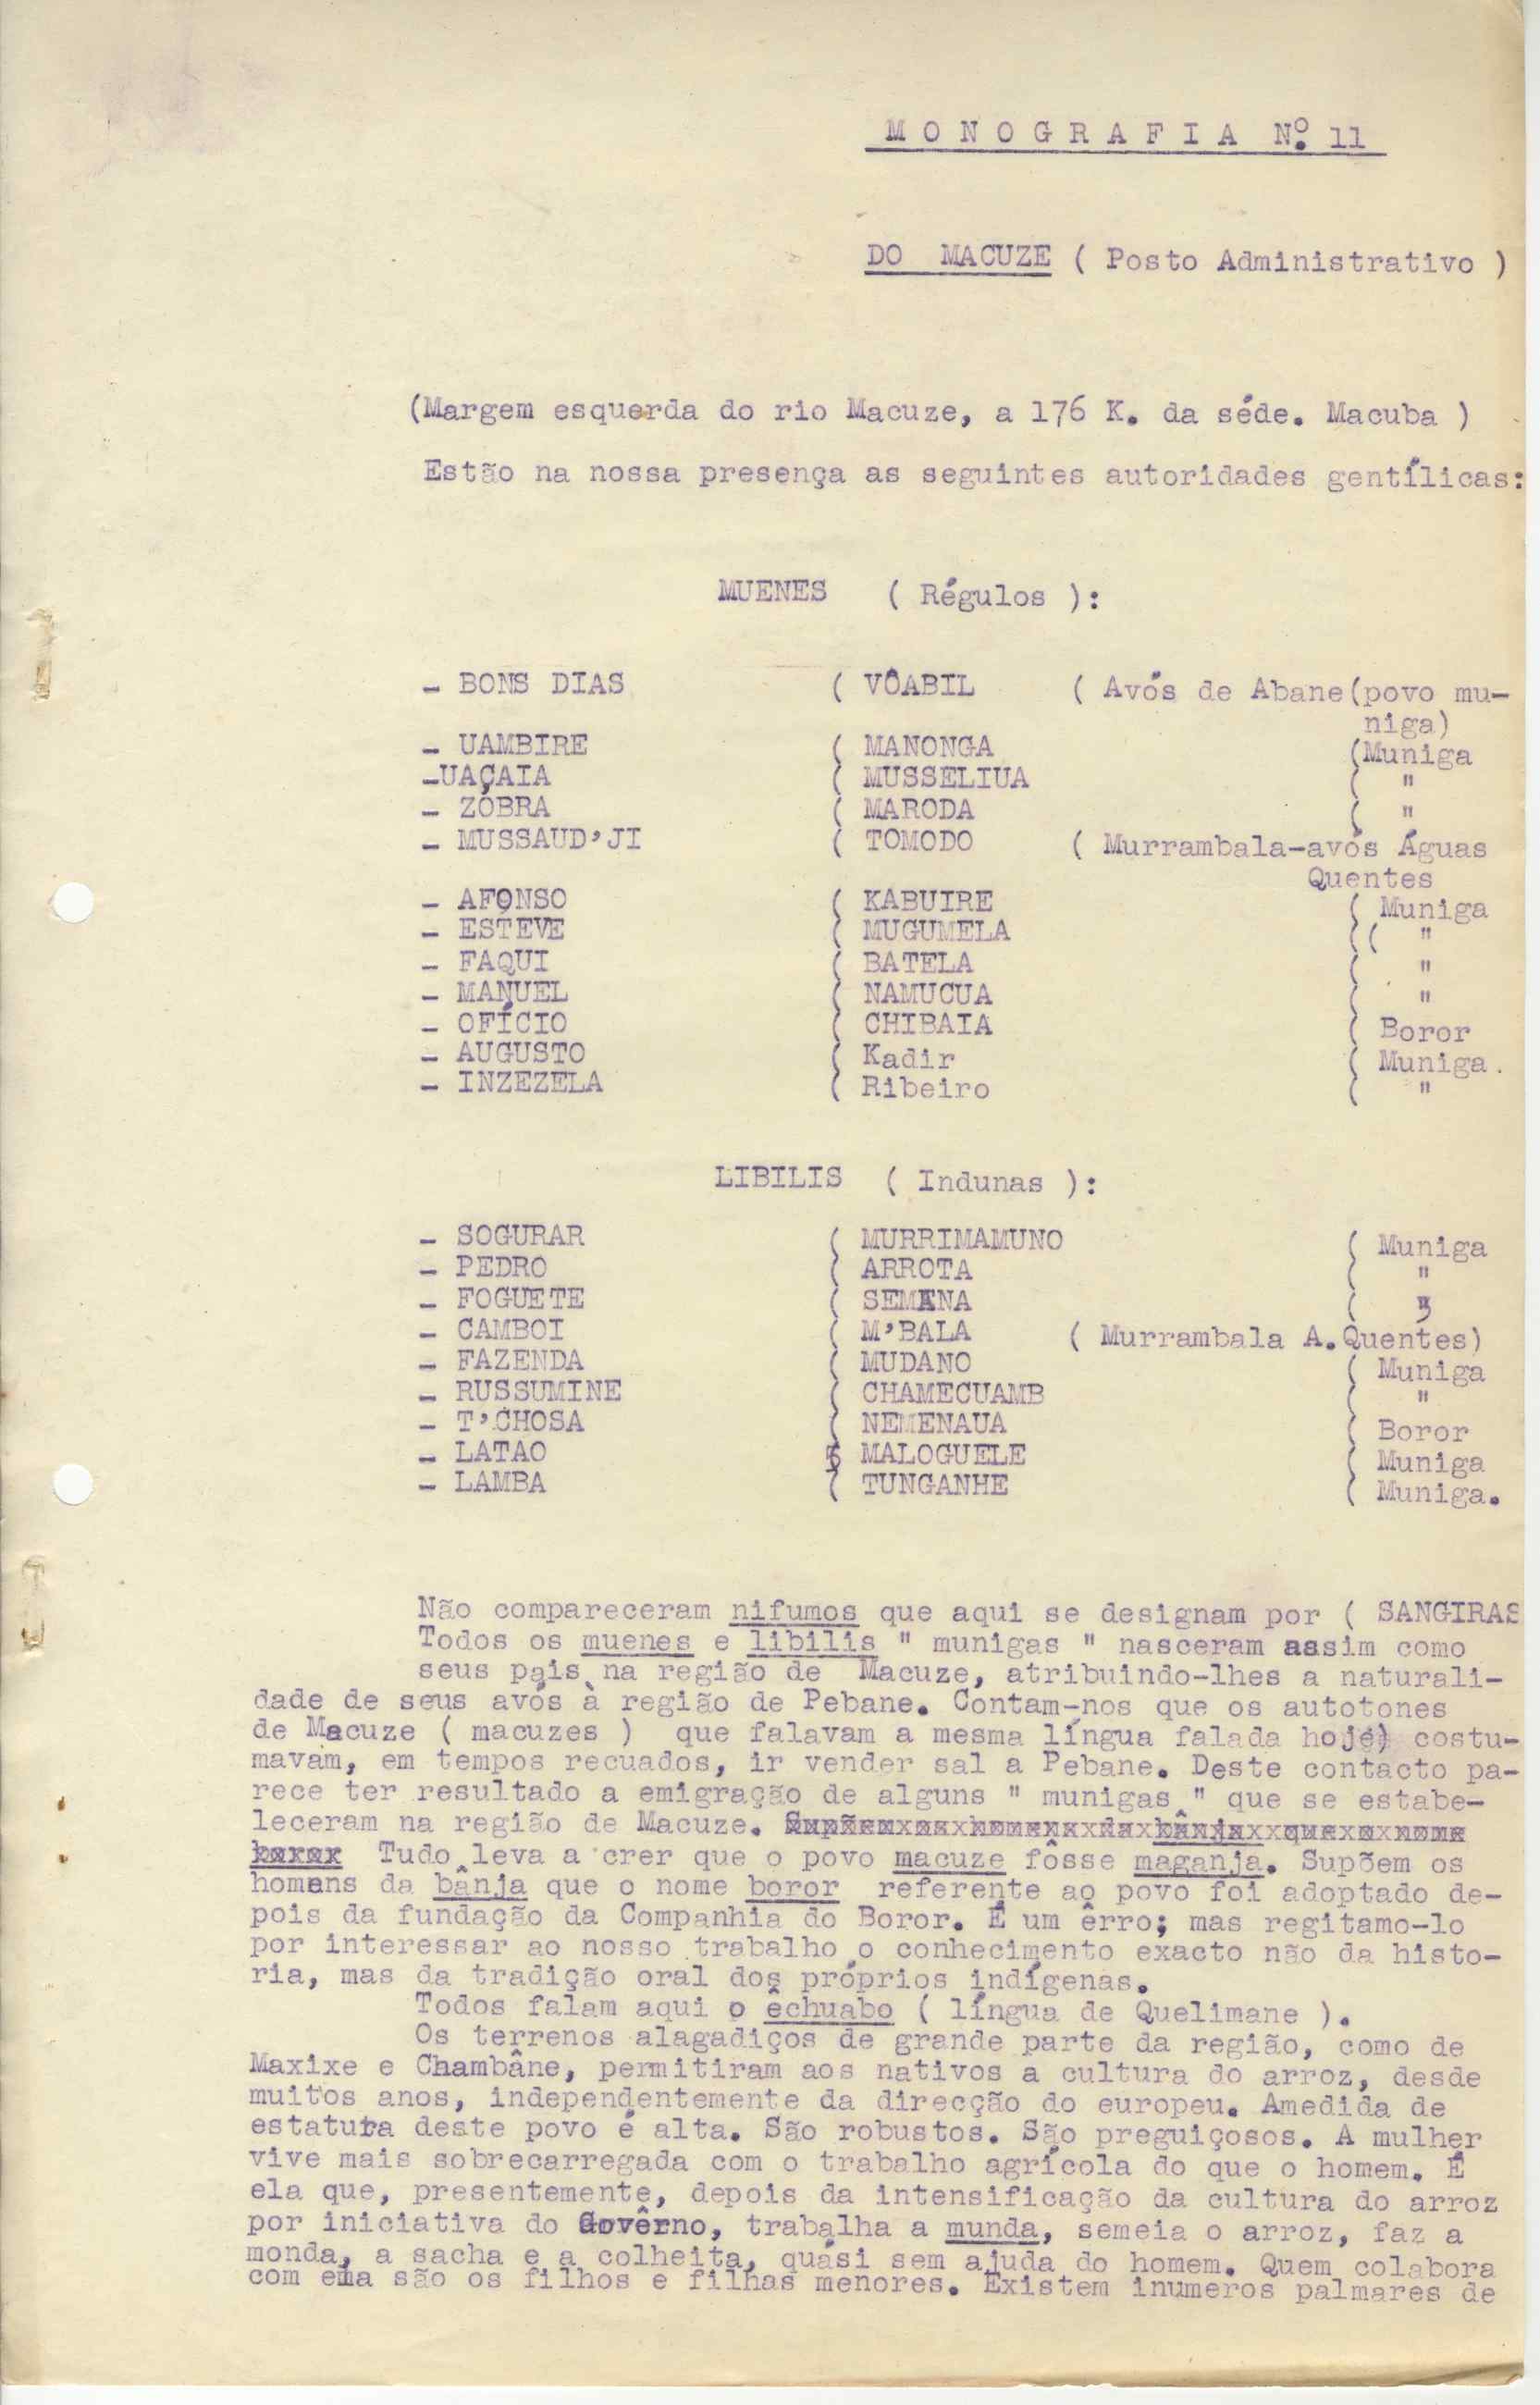 M O N O G R A F I A Nº 11
DO MACUZE ( Posto Administrativo )
(Margem esquerda do rio Macuze, a 176 K. da séde. Macuba )
Estão na nossa presença as seguintes autoridades gentílicas:
MUENES ( Régulos ):
- BONS DIAS ( VÔABIL ( Avós de Abane(povo mu-
niga)
- UAMBIRE ( MANONGA (Muniga
-UAÇAIA ( MUSSELIUA ( "
- ZÓBRA ( MARODA ( "
- MUSSAUD'JI ( TOMODO ( Murrambala-avós Águas
Quentes
- AFONSO ( KABUIRE ( Muniga
- ESTEVE ( MUGUMELA (( "
- FAQUI ( BATELA ( "
- MANUEL ( NAMUCUA ( "
- OFÍCIO ( CHIBAIA ( Boror
- AUGUSTO ( Kadir ( Muniga.
- INZEZELA ( Ribeiro ( "
LIBILIS ( Indunas ):
- SOGURAR ( MURRIMAMUNO ( Muniga
- PEDRO ( ARROTA ( "
- FOGUETE ( SEMANA ( "
- CAMBOI ( M'BALA ( Murrambala A.Quentes)
- FAZENDA ( MUDANO ( Muniga
- RUSSUMINE ( CHAMECUAMB ( "
- T'CHOSA ( NEMENAUA ( Boror
- LATAO ( MALOGUELE ( Muniga
- LAMBA ( TUNGANHE ( Muniga.
Não compareceram nifumos que aqui se designam por ( SANGIRAS
Todos os muenes e libilis " munigas " nasceram assim como
seus pais na região de Macuze, atribuindo-lhes a naturali-
dade de seus avós à região de Pebane. Contam-nos que os autotones
de Macuze ( macuzes ) que falavam a mesma língua falada hoje) costu-
mavam, em tempos recuados, ir vender sal a Pebane. Deste contacto pa-
rece ter resultado a emigração de alguns " munigas " que se estabe-
leceram na região de Macuze. Supõem os homens da bânja que o nome
boror Tudo leva a crer que o povo macuze fôsse maganja. Supõem os
homens da bânja que o nome boror referente ao povo foi adoptado de-
pois da fundação da Companhia do Boror. É um êrro; mas regitamo-lo
por interessar ao nosso trabalho o conhecimento exacto não da histo-
ria, mas da tradição oral dos próprios indígenas.
Todos falam aqui o êchuabo ( língua de Quelimane ).
Os terrenos alagadiços de grande parte da região, como de
Maxixe e Chambâne, permitiram aos nativos a cultura do arroz, desde
muitos anos, independentemente da direcção do europeu. Amedida de
estatura deste povo é alta. São robustos. São preguiçosos. A mulher
vive mais sobrecarregada com o trabalho agrícola do que o homem. É
ela que, presentemente, depois da intensificação da cultura do arroz
por iniciativa do Govêrno, trabalha a munda, semeia o arroz, faz a
monda, a sacha e a colheita, quási sem ajuda do homem. Quem colabora
com ela são os filhos e filhas menores. Existem inumeros palmares de